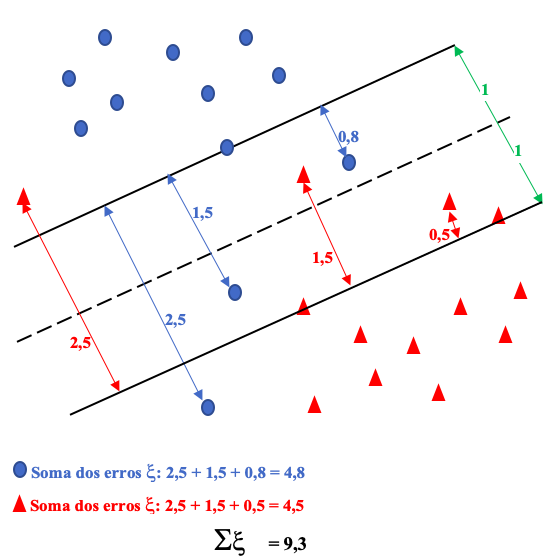 1
0,8
1
1,5
1,5
0,5
2,5
2,5
Soma dos erros ξ: 2,5 + 1,5 + 0,8 = 4,8
Soma dos erros ξ: 2,5 + 1,5 + 0,5 = 4,5
Σξ = 9,3